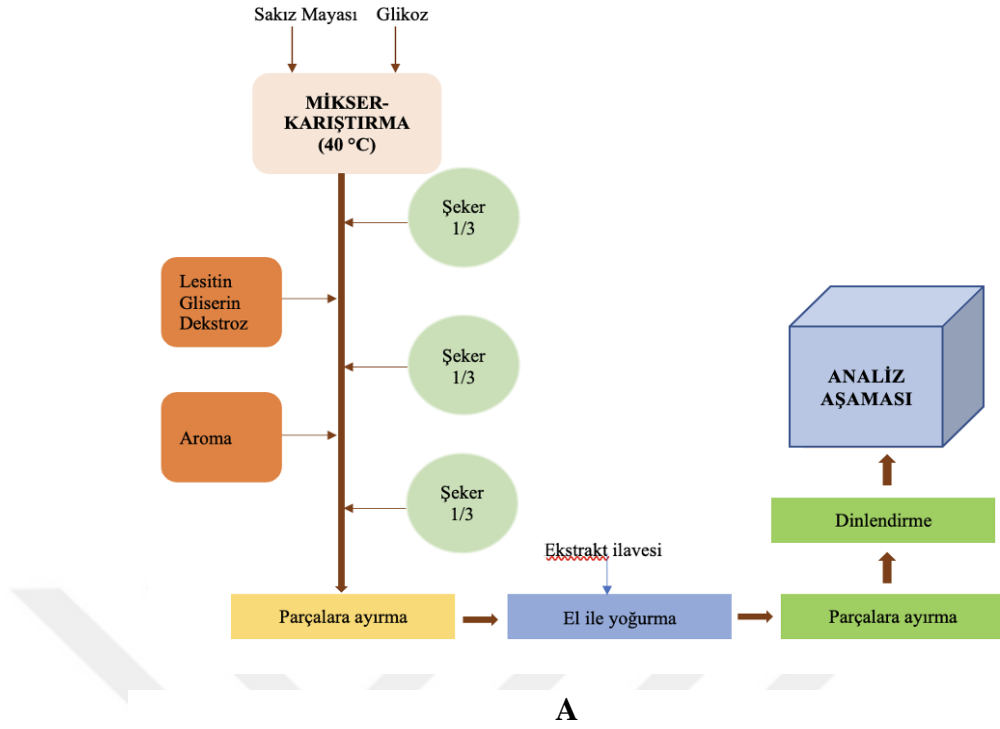 Sakız Mayası Glikoz
MİKSER-
KARIŞTIRMA
(40 °C)
Şeker
1/3
Lesitin
Gliserin
Dekstroz
Şeker
1/3
Aroma
Şeker
1/3
Parçalara ayırma
Ekstrakt ilavesi
El ile yoğurma
Parçalara ayırma
Dinlendirme
ANALİZ
AŞAMASI
A